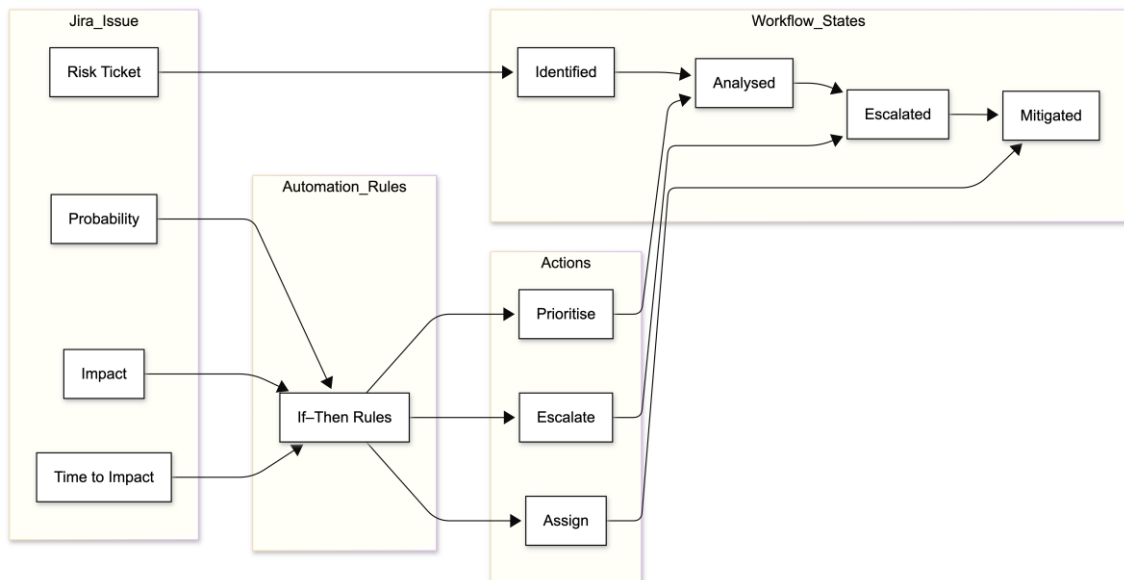 Jira_Issue
Risk Ticket
Probability
Impact
Time to Impact
Automation_Rules
If–Then Rules
Actions
Prioritise
Escalate
Assign
Workflow_States
Identified
Analysed
Escalated
Mitigated